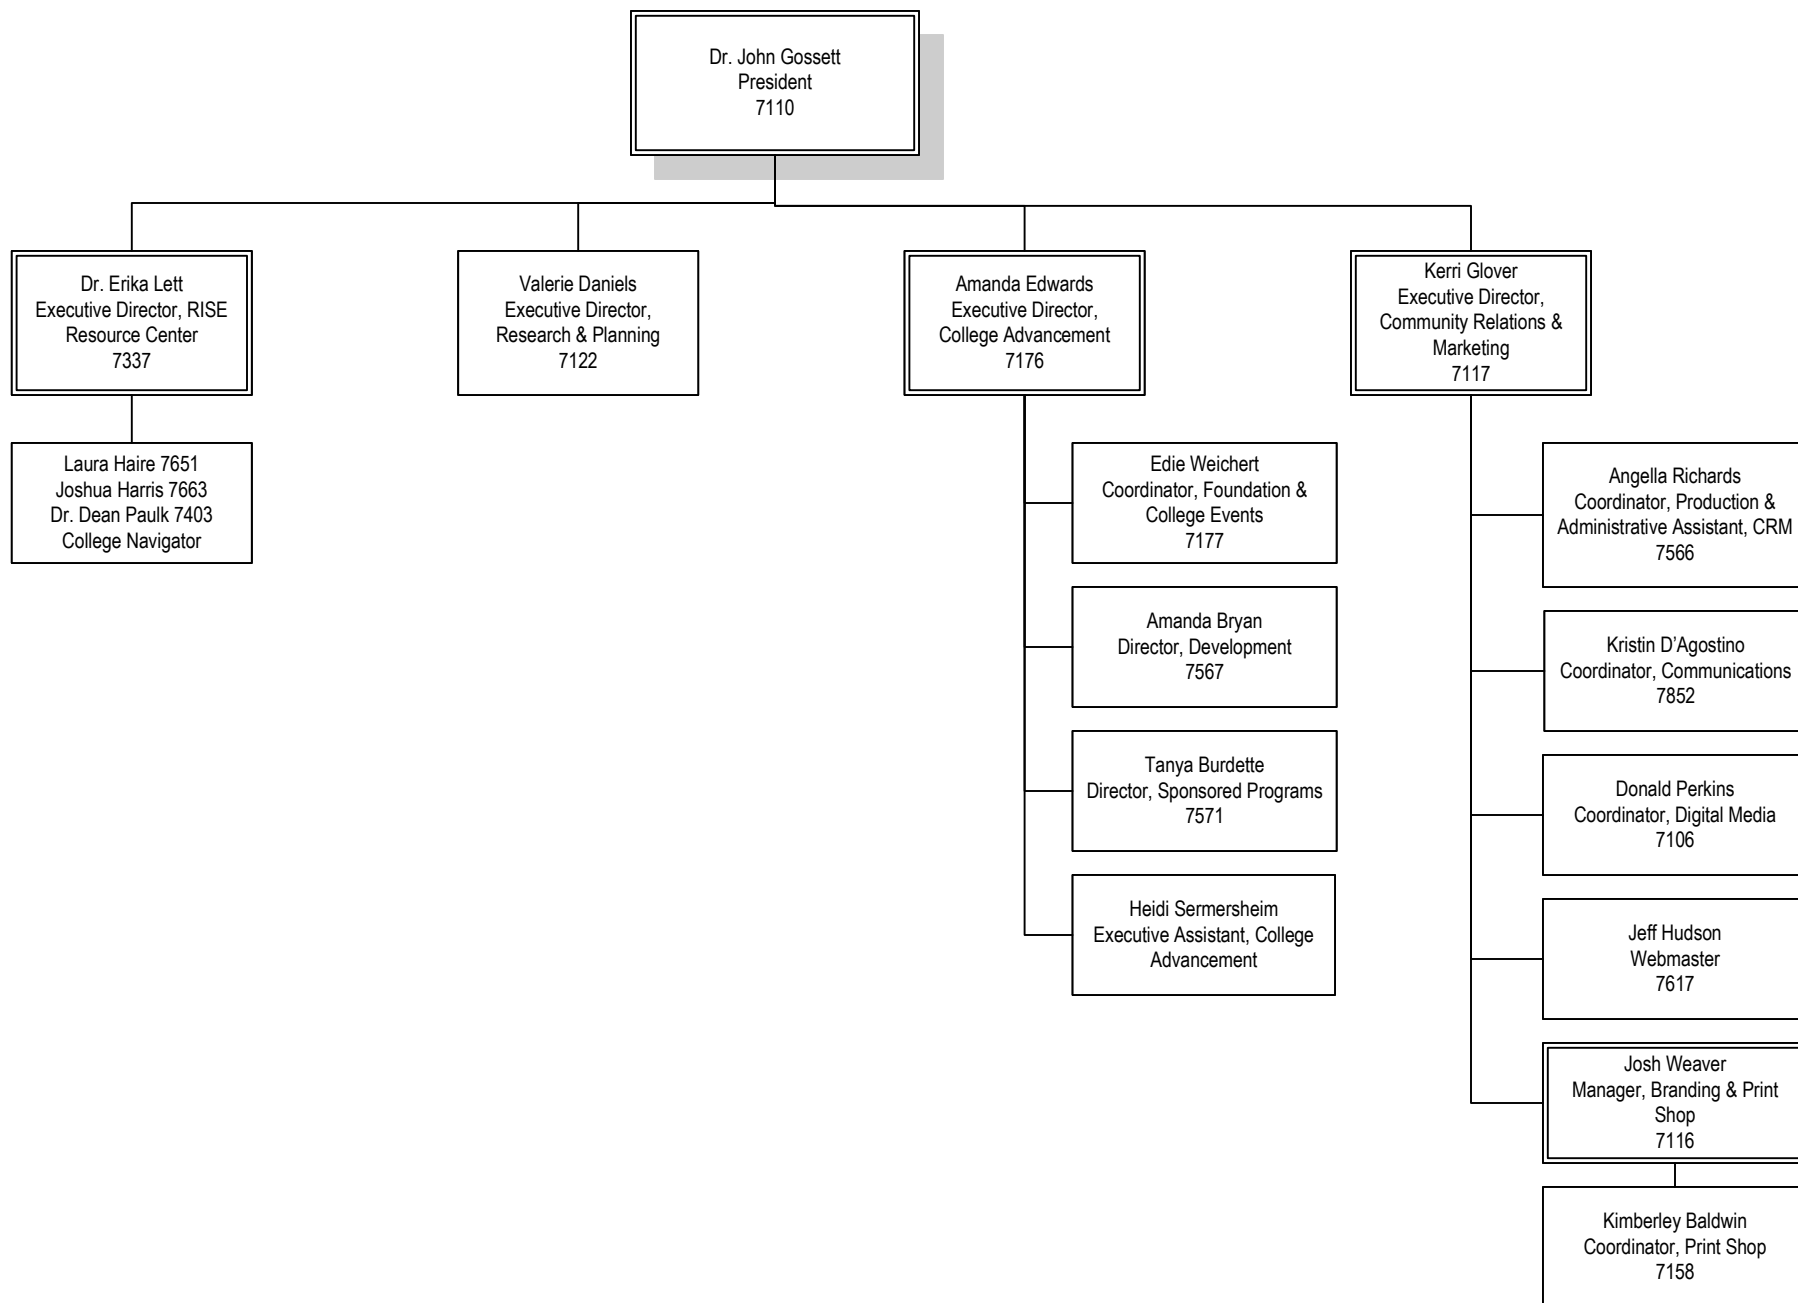 Dr. John Gossett
President
7110
Dr. Erika Lett
Executive Director, RISE
Resource Center
7337
Valerie Daniels
Executive Director,
Research & Planning
7122
Amanda Edwards
Executive Director,
College Advancement
7176
Kerri Glover
Executive Director,
Community Relations &
Marketing
7117
Laura Haire 7651
Joshua Harris 7663
Dr. Dean Paulk 7403
College Navigator
Edie Weichert
Coordinator, Foundation &
College Events
7177
Amanda Bryan
Director, Development
7567
Tanya Burdette
Director, Sponsored Programs
7571
Heidi Sermersheim
Executive Assistant, College
Advancement
Angella Richards
Coordinator, Production &
Administrative Assistant, CRM
7566
Kristin D’Agostino
Coordinator, Communications
7852
Donald Perkins
Coordinator, Digital Media
7106
Jeff Hudson
Webmaster
7617
Josh Weaver
Manager, Branding & Print
Shop
7116
Kimberley Baldwin
Coordinator, Print Shop
7158